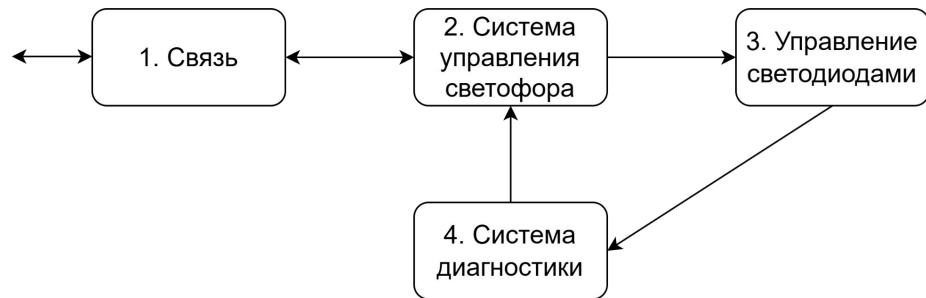 1. Связь
2. Система
управления
светофора
3. Управление
светодиодами
4. Система
диагностики